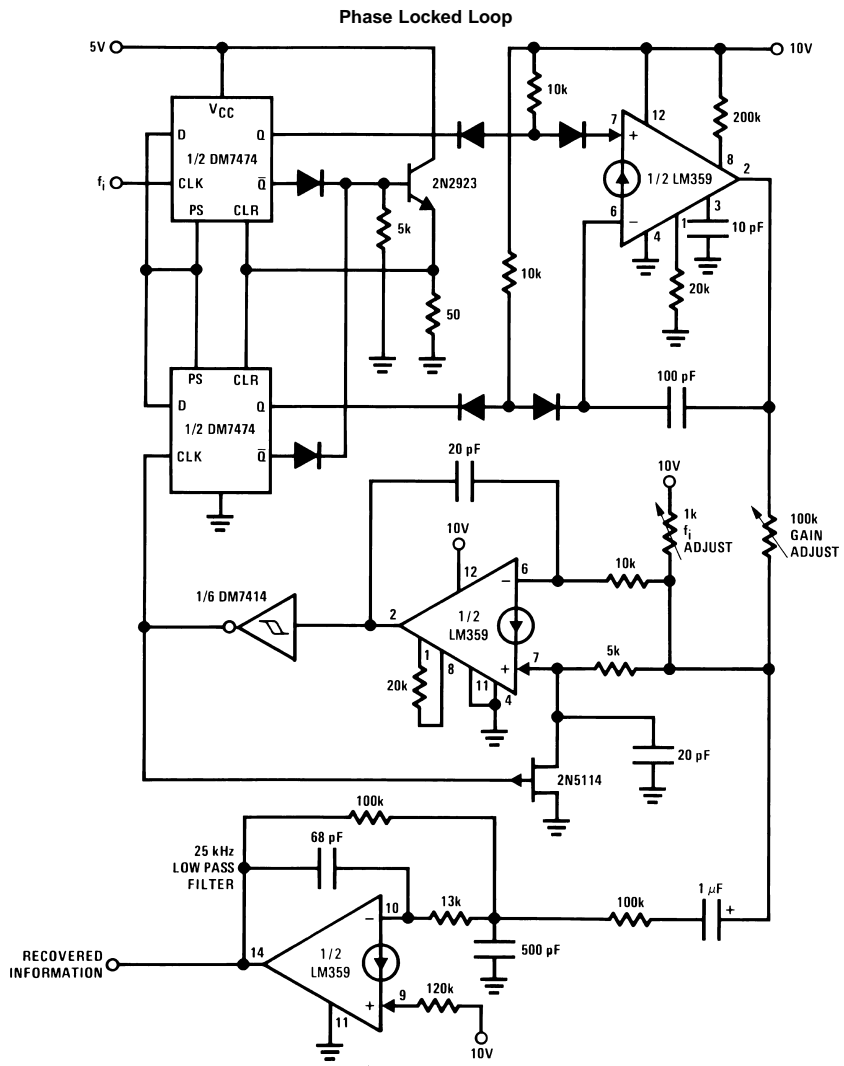 Phase Locked Loop
5V
10V
VCC
D
Q
1/2 DM7474
fi
CLK
Q̅
PS
CLR
2N2923
5k
50
10k
10k
7
+
12
200k
8
1/2 LM359
2
6
−
4
1
3
10 pF
20k
PS
CLR
D
Q
1/2 DM7474
CLK
Q̅
100 pF
20 pF
10V
1k
fi
ADJUST
100k
GAIN
ADJUST
10V
12
6
−
10k
1/6 DM7414
2
1/2
LM359
1
8
20k
11
4
+
7
5k
20 pF
2N5114
100k
25 kHz
LOW PASS
FILTER
68 pF
10
−
13k
100k
1 μF
+
RECOVERED
INFORMATION
14
1/2
LM359
500 pF
+
9
120k
11
10V